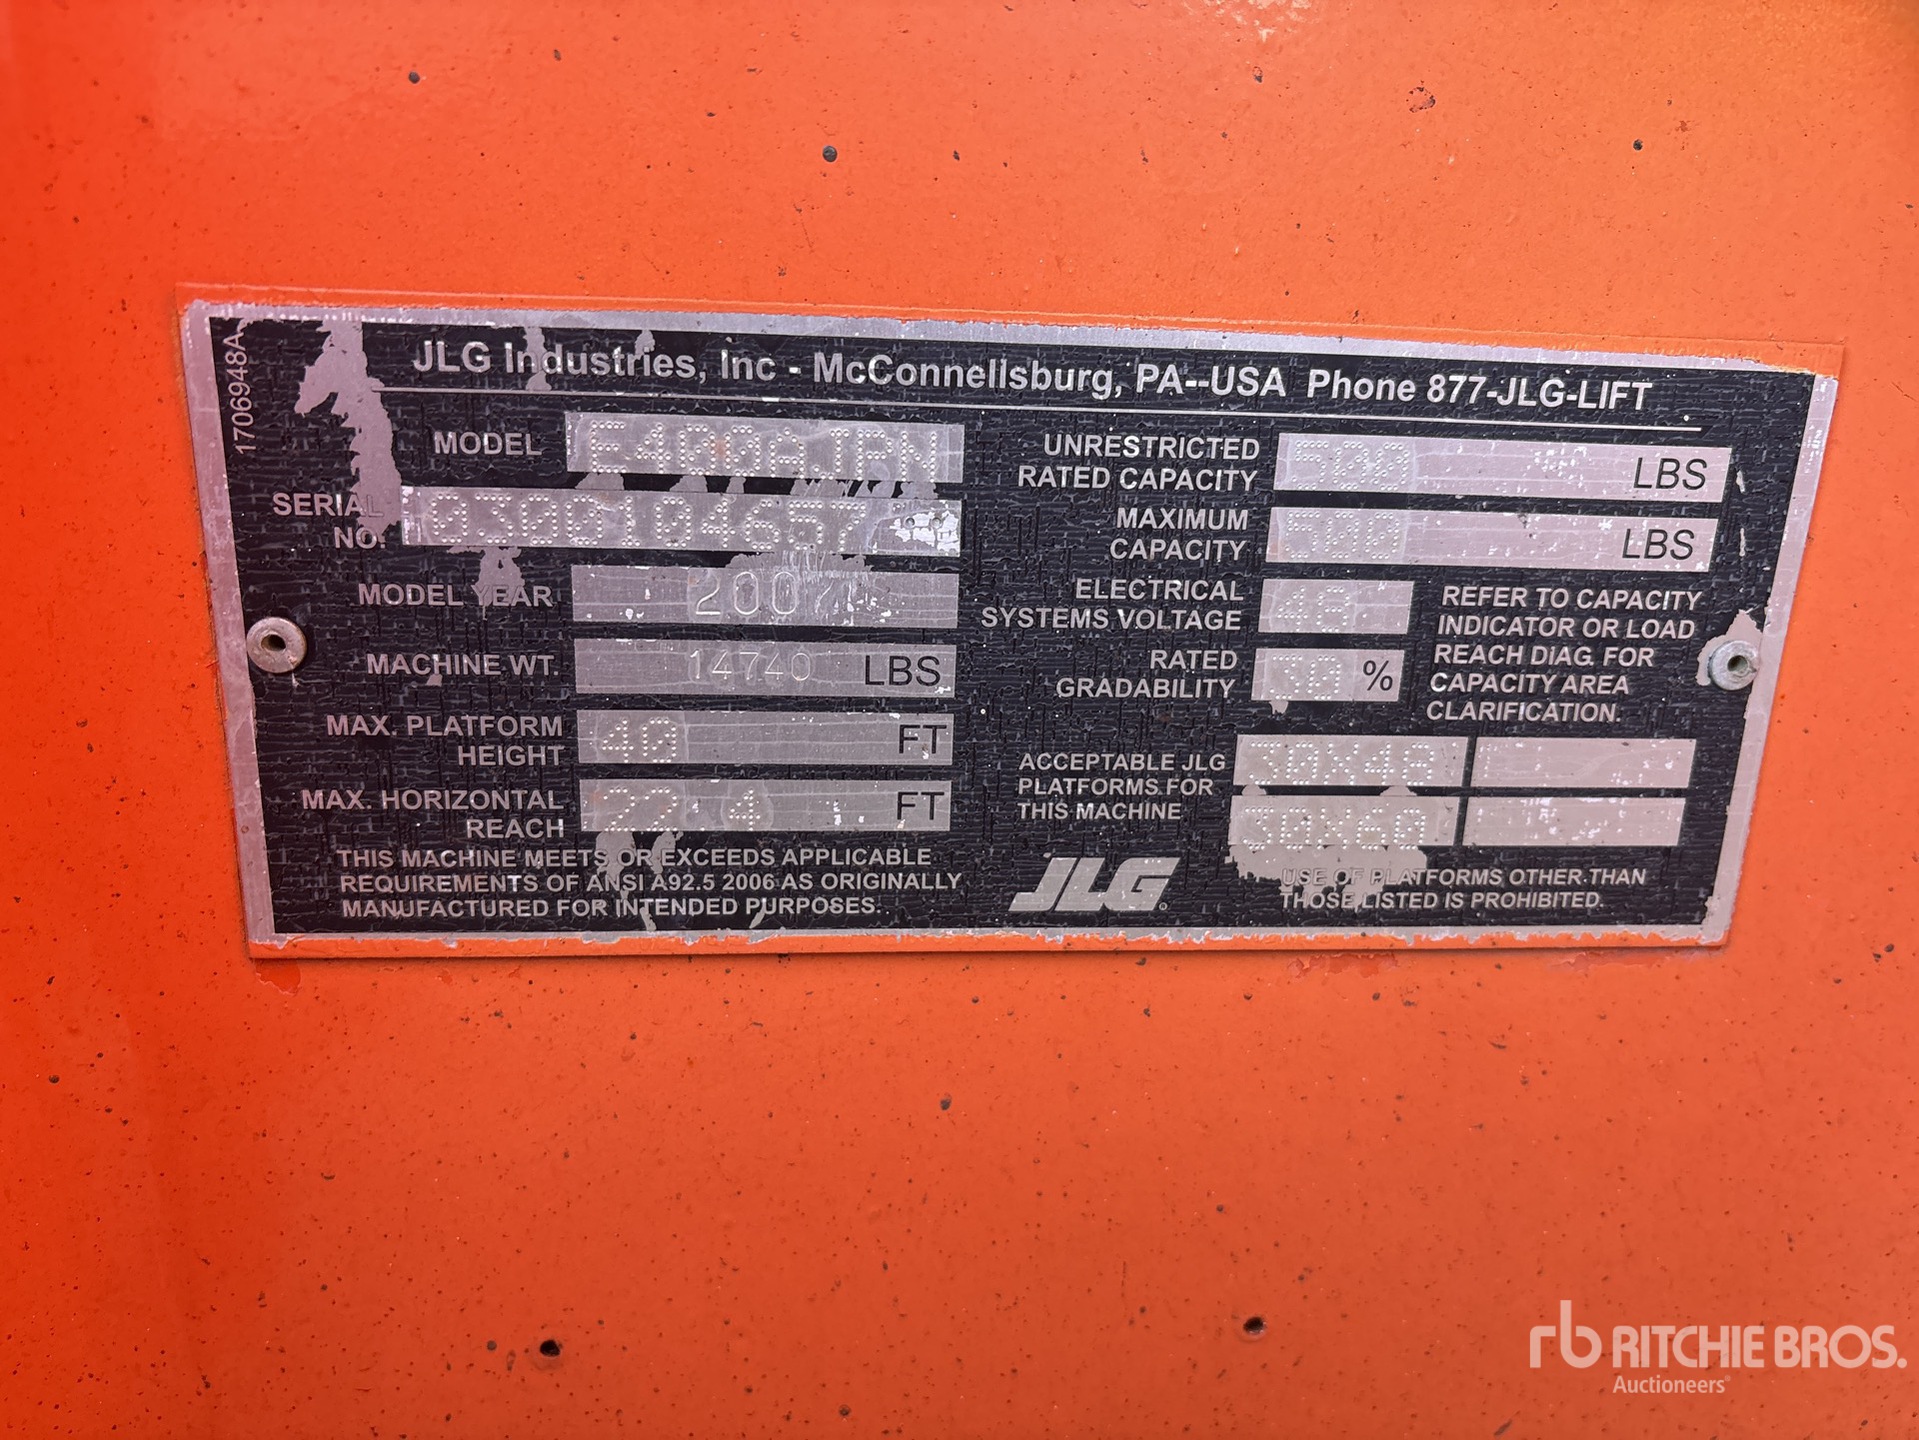 1706948A
JLG Industries, Inc - McConnellsburg, PA--USA Phone 877-JLG-LIFT
MODEL E400AJPN
SERIAL NO. 0300104657
MODEL YEAR 2007
MACHINE WT. 14740 LBS
MAX. PLATFORM HEIGHT 40 FT
MAX. HORIZONTAL REACH 22.4 FT
THIS MACHINE MEETS OR EXCEEDS APPLICABLE
REQUIREMENTS OF ANSI A92.5 2006 AS ORIGINALLY
MANUFACTURED FOR INTENDED PURPOSES.
UNRESTRICTED RATED CAPACITY 500 LBS
MAXIMUM CAPACITY 500 LBS
ELECTRICAL SYSTEMS VOLTAGE 48
RATED GRADABILITY 30 %
REFER TO CAPACITY
INDICATOR OR LOAD
REACH DIAG. FOR
CAPACITY AREA
CLARIFICATION.
ACCEPTABLE JLG
PLATFORMS FOR
THIS MACHINE
30X48
30X60
JLG
USE OF PLATFORMS OTHER THAN
THOSE LISTED IS PROHIBITED.
rb RITCHIE BROS.
Auctioneers